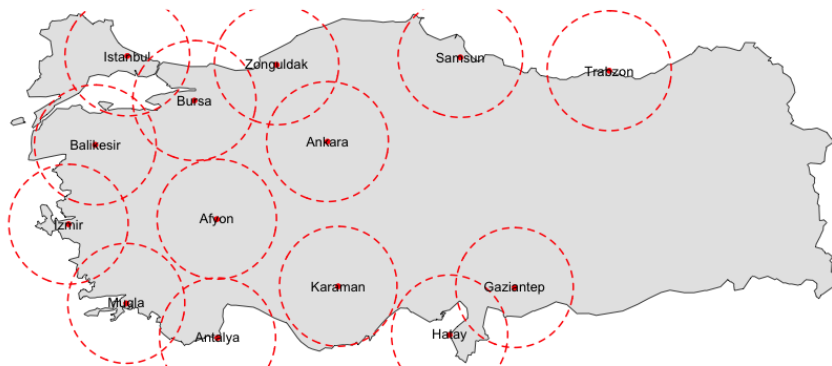 Istanbul
Zonguldak
Samsun
Trabzon
Bursa
Balikesir
Ankara
Afyon
Izmir
Mugla
Karaman
Gaziantep
Antalya
Hatay